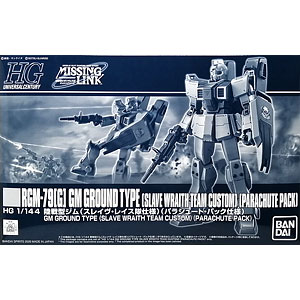 HG
UNIVERSAL CENTURY
MISSING LINK
RGM-79[G] GM GROUND TYPE [SLAVE WRAITH TEAM CUSTOM] (PARACHUTE PACK)
HG 1/144 陸戦型ジム〈スレイヴ・レイス隊仕様〉(パラシュート・パック仕様)
GM GROUND TYPE (SLAVE WRAITH TEAM CUSTOM) (PARACHUTE PACK)
BANDAI